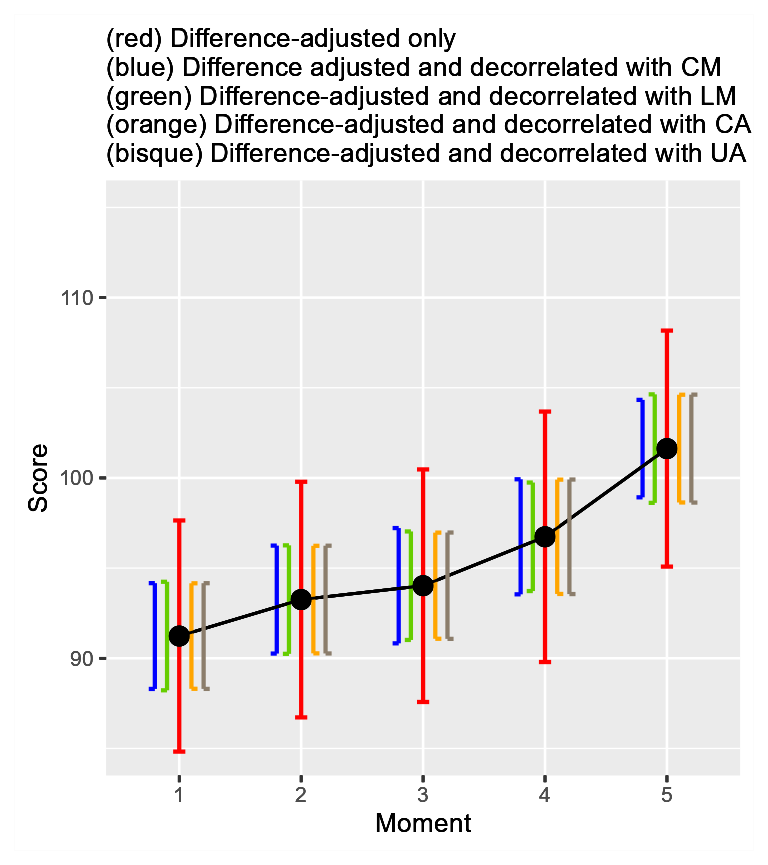 (red) Difference-adjusted only
(blue) Difference adjusted and decorrelated with CM
(green) Difference-adjusted and decorrelated with LM
(orange) Difference-adjusted and decorrelated with CA
(bisque) Difference-adjusted and decorrelated with UA
110
100
90
Score
1 2 3 4 5
Moment